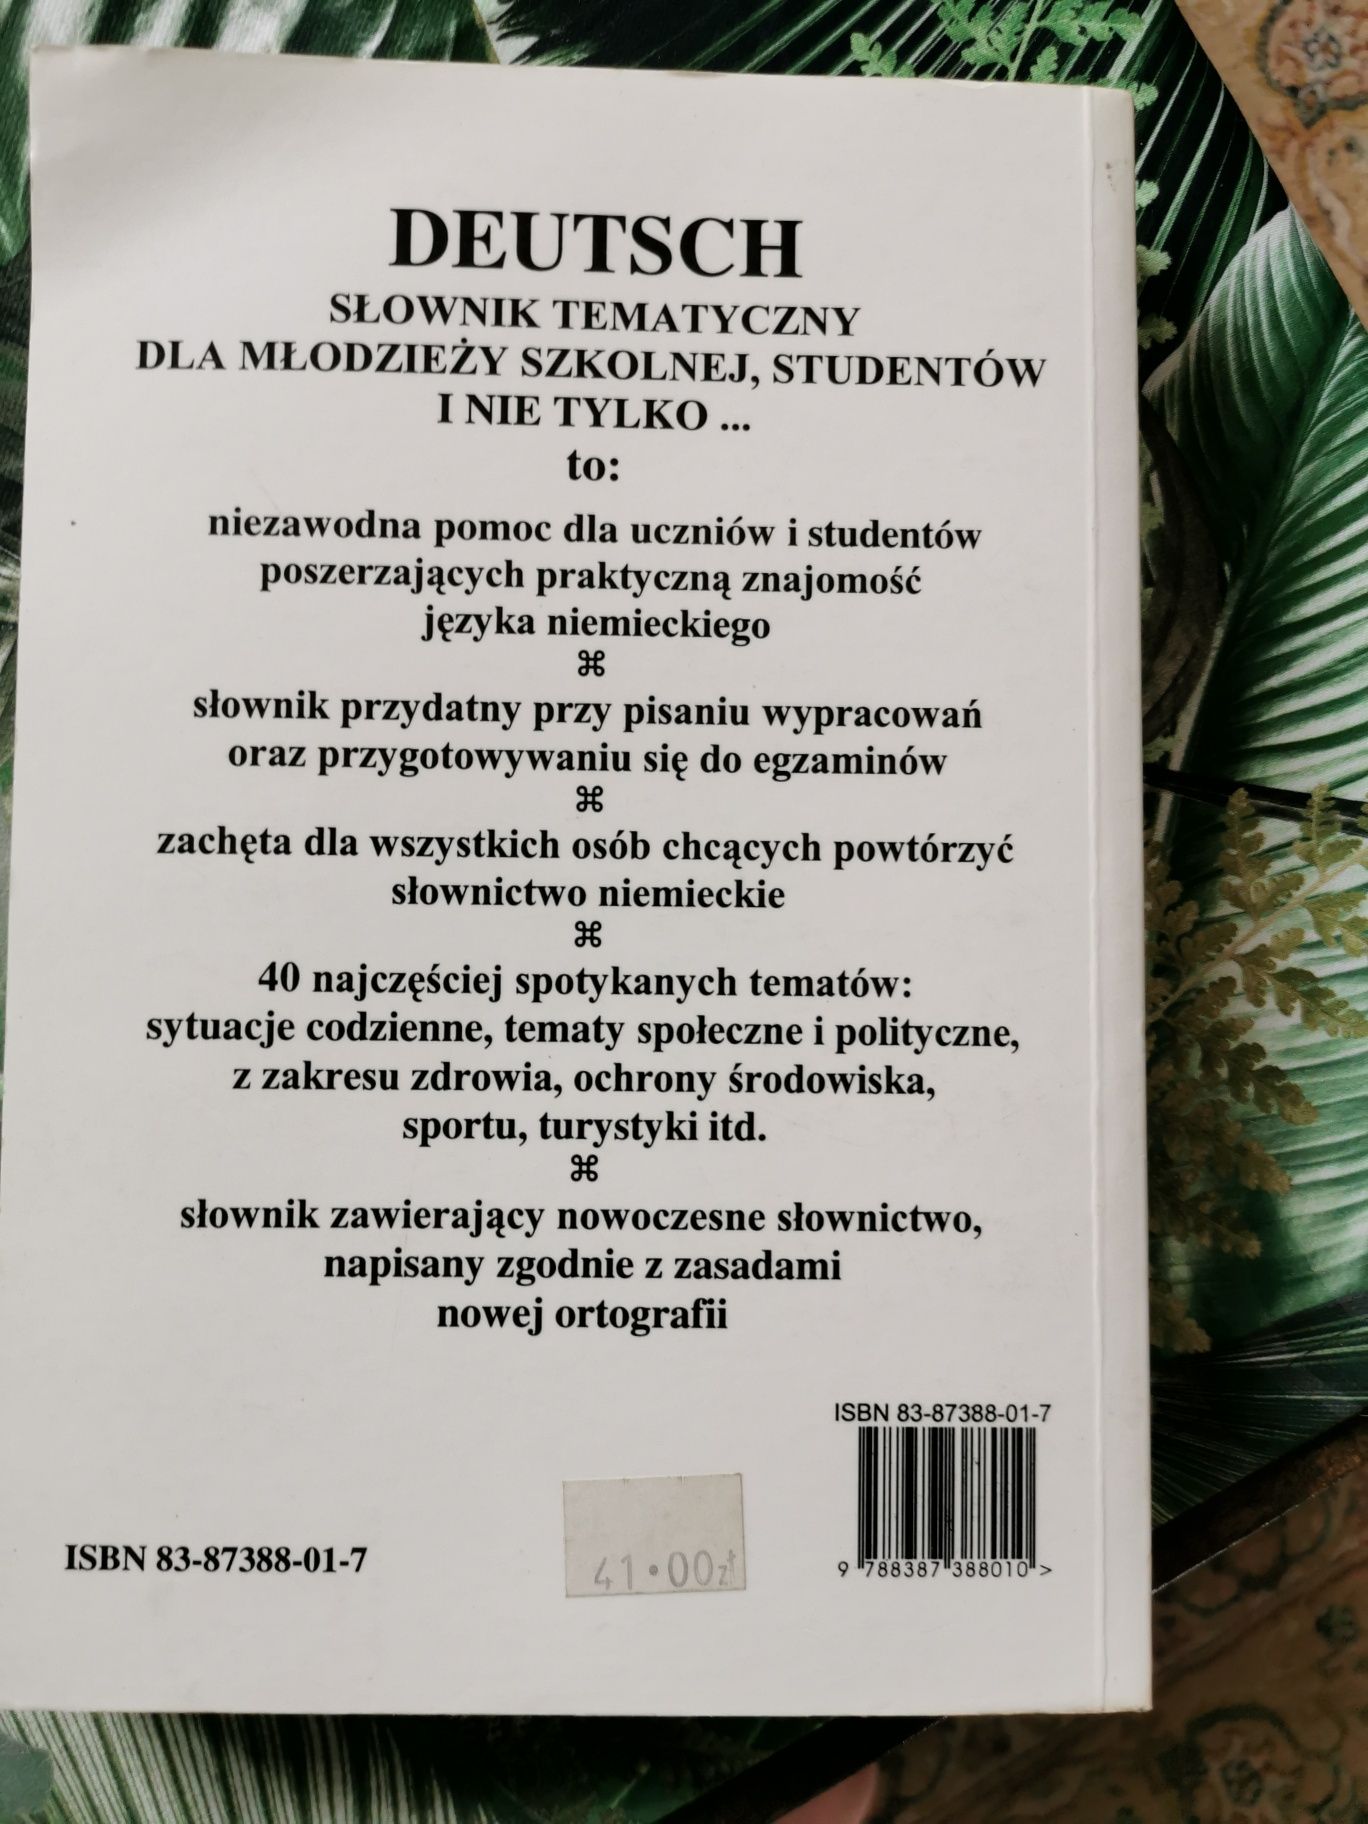 DEUTSCH
SŁOWNIK TEMATYCZNY
DLA MŁODZIEŻY SZKOLNEJ, STUDENTÓW
I NIE TYLKO ...
to:
niezawodna pomoc dla uczniów i studentów
poszerzających praktyczną znajomość
języka niemieckiego
⌘
słownik przydatny przy pisaniu wypracowań
oraz przygotowywaniu się do egzaminów
⌘
zachęta dla wszystkich osób chcących powtórzyć
słownictwo niemieckie
⌘
40 najczęściej spotykanych tematów:
sytuacje codzienne, tematy społeczne i polityczne,
z zakresu zdrowia, ochrony środowiska,
sportu, turystyki itd.
⌘
słownik zawierający nowoczesne słownictwo,
napisany zgodnie z zasadami
nowej ortografii
ISBN 83-87388-01-7
ISBN 83-87388-01-7
41.00zł
9 788387 388010 >